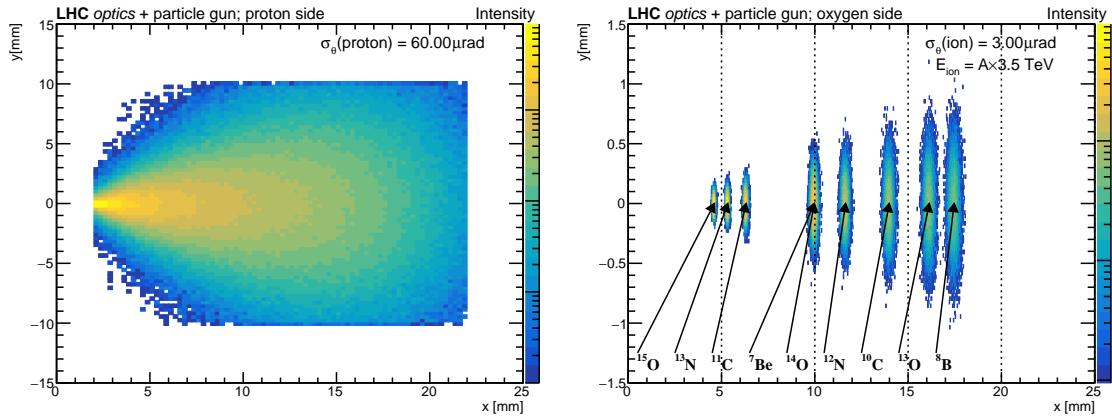 LHC optics + particle gun; proton side
Intensity
y[mm]
σθ(proton) = 60.00μrad
15
10
5
0
−5
−10
−15
0
5
10
15
20
25
x [mm]
LHC optics + particle gun; oxygen side
Intensity
y[mm]
σθ(ion) = 3.00μrad
E_ion = A×3.5 TeV
1.5
1
0.5
0
−0.5
−1
−1.5
¹⁵O
¹³N
¹¹C
⁷Be
¹⁴O
¹²N
¹⁰C
¹³O
⁸B
0
5
10
15
20
25
x [mm]